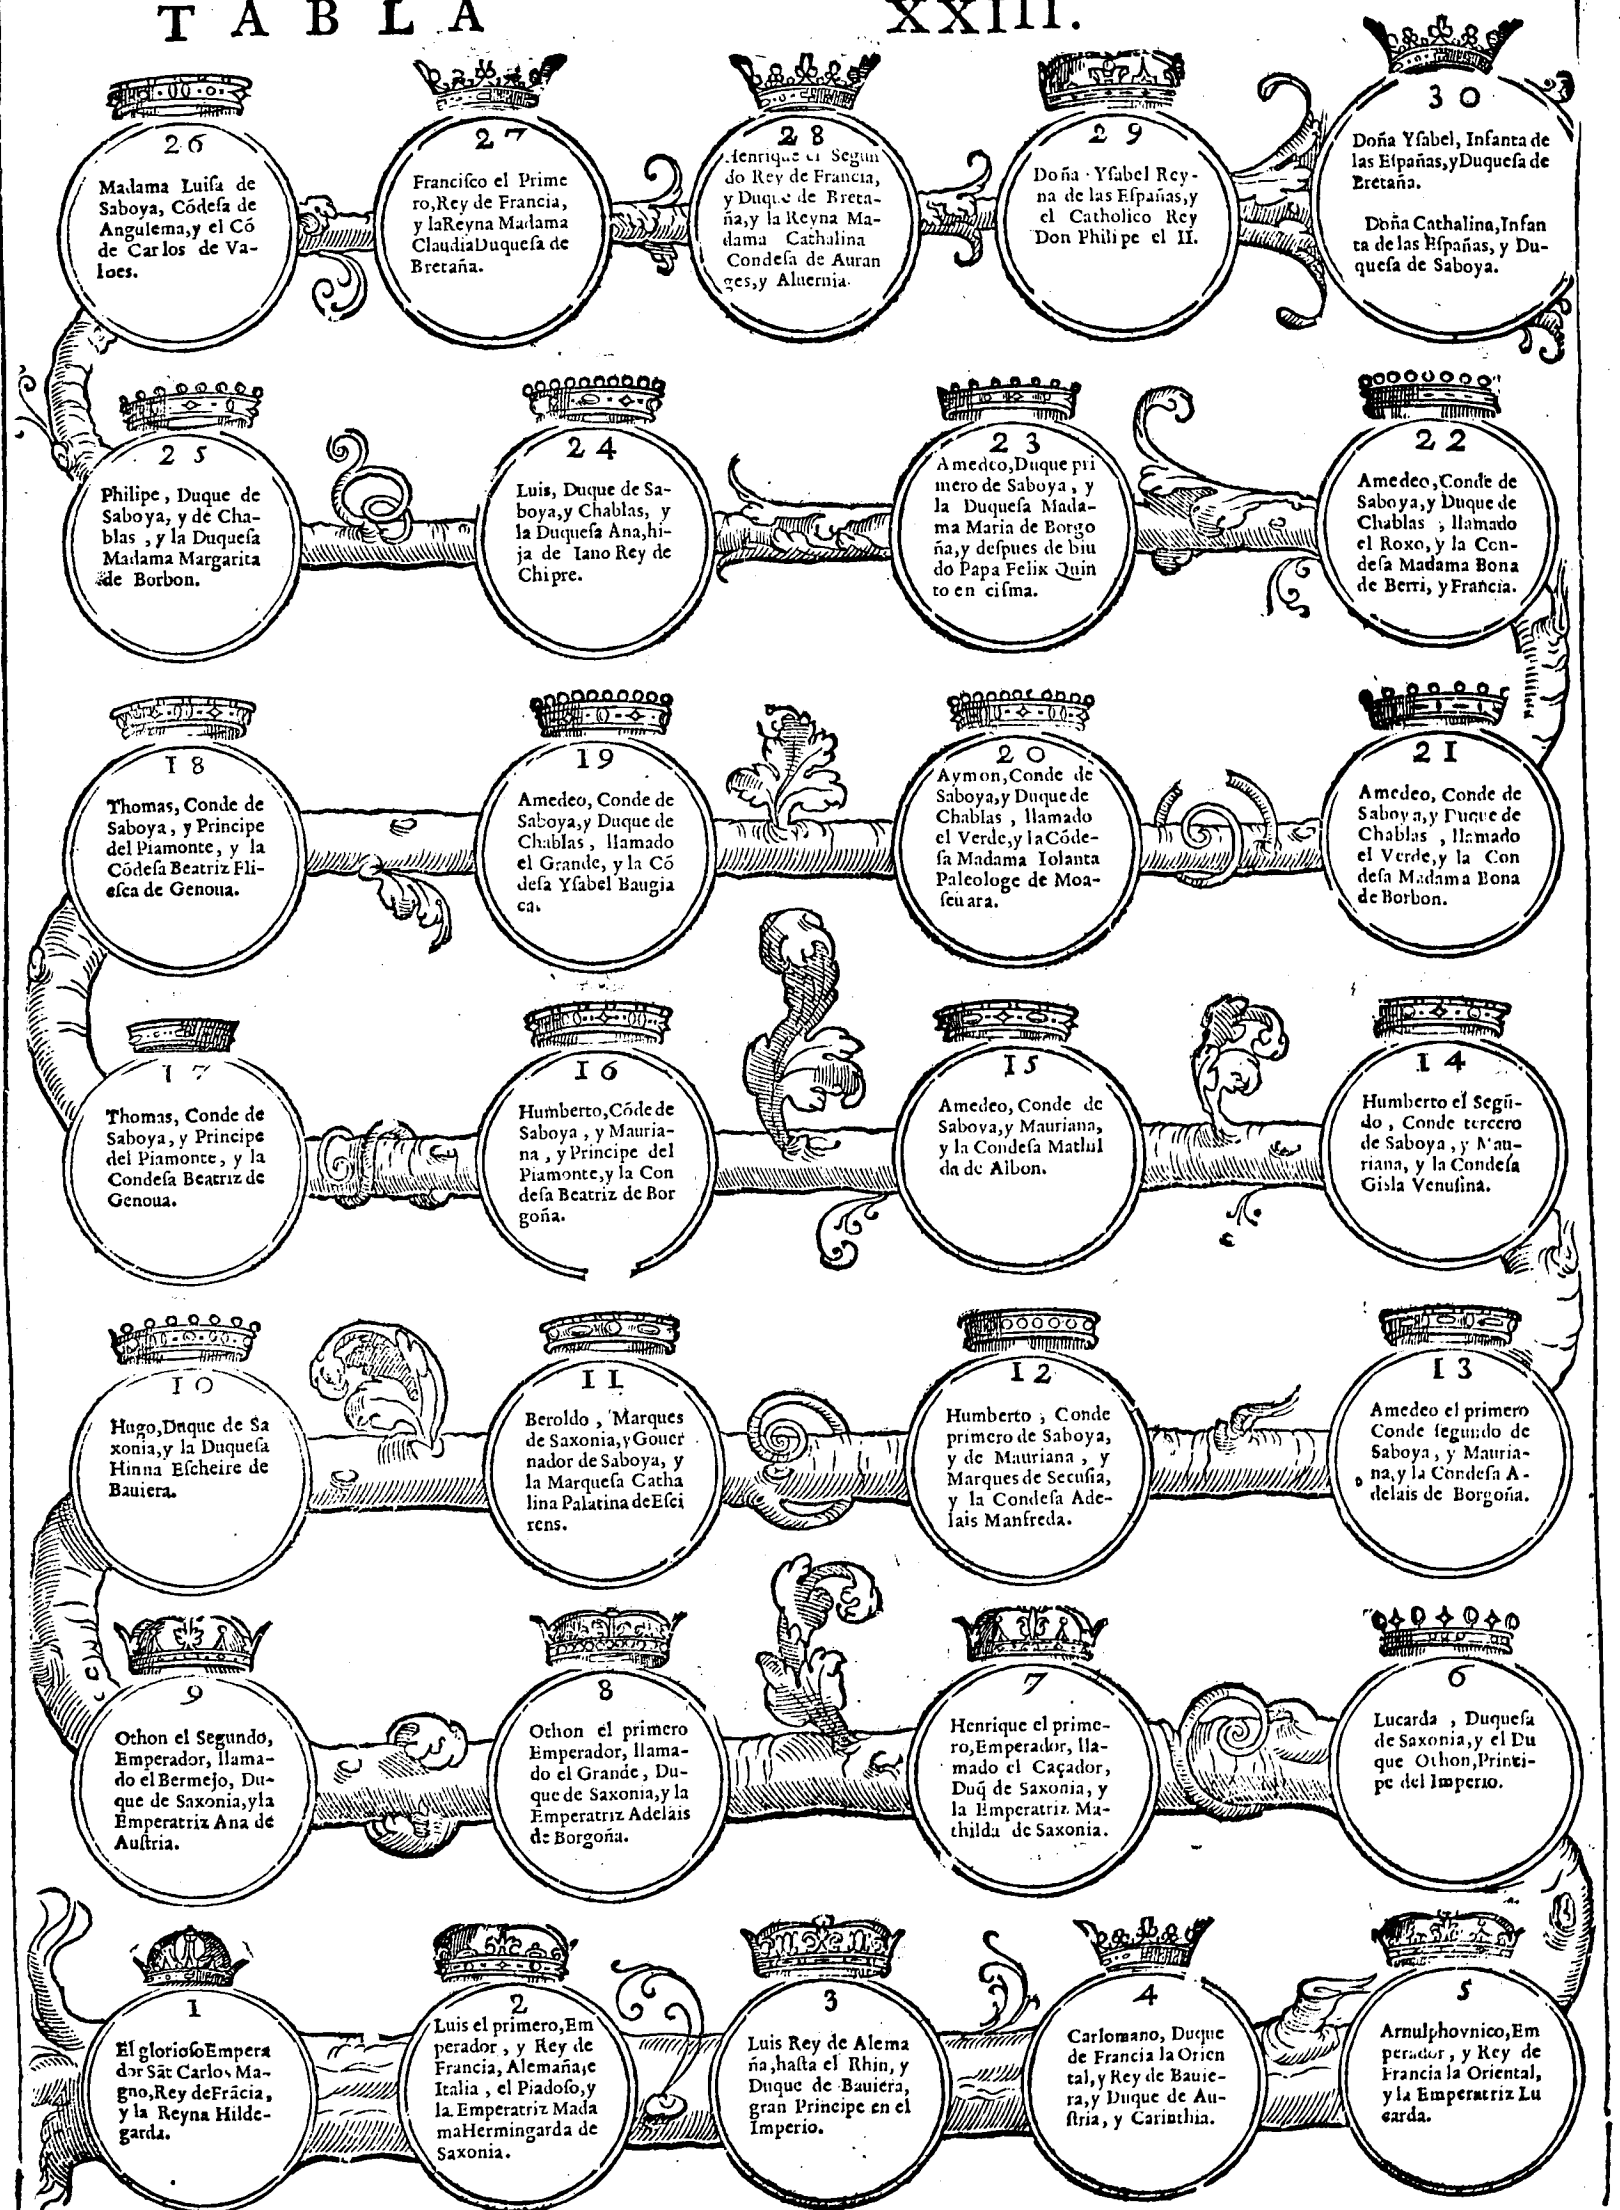 TABLA XXIII.
26
Madama Luiſa de
Saboya, Códeſa de
Angulema, y el Cō
de Carlos de Va-
loes.
27
Franciſco el Prime
ro, Rey de Francia,
y la Reyna Madama
Claudia Duqueſa de
Bretaña.
28
Henrique el Segun
do Rey de Francia,
y Duque de Breta-
ña, y la Reyna Ma-
dama Cathalina
Condeſa de Auran
ges, y Aluernia.
29
Doña Yſabel Rey-
na de las Eſpañas, y
el Catholico Rey
Don Philipe el II.
30
Doña Yſabel, Infanta de
las Eſpañas, y Duqueſa de
Bretaña.
Doña Cathalina, Infan
ta de las Eſpañas, y Du-
queſa de Saboya.
25
Philipe, Duque de
Saboya, y de Cha-
blas, y la Duqueſa
Madama Margarita
de Borbon.
24
Luis, Duque de Sa-
boya, y Chablas, y
la Duqueſa Ana, hi-
ja de Iano Rey de
Chipre.
23
Amedeo, Duque pri
mero de Saboya, y
la Duqueſa Mada-
ma Maria de Borgo
ña, y deſpues de biu
do Papa Felix Quin
to en ciſma.
22
Amedeo, Conde de
Saboya, y Duque de
Chablas, llamado
el Roxo, y la Con-
deſa Madama Bona
de Berri, y Francia.
18
Thomas, Conde de
Saboya, y Principe
del Piamonte, y la
Códeſa Beatriz Fli-
eſca de Genoua.
19
Amedeo, Conde de
Saboya, y Duque de
Chablas, llamado
el Grande, y la Cō
deſa Yſabel Baugia
ca.
20
Aymon, Conde de
Saboya, y Duque de
Chablas, llamado
el Verde, y la Códe-
ſa Madama Iolanta
Paleologe de Moa-
21
Amedeo, Conde de
Saboya, y Duque de
Chablas, llamado
el Verde, y la Con
deſa Madama Bona
de Borbon.
17
Thomas, Conde de
Saboya, y Principe
del Piamonte, y la
Condeſa Beatriz de
Genoua.
16
Humberto, Cōde de
Saboya, y Mauria-
na, y Principe del
Piamonte, y la Con
deſa Beatriz de Bor
goña.
15
Amedeo, Conde de
Saboya, y Mauriana,
y la Condeſa Mathil
da de Albon.
14
Humberto el Segū-
do, Conde tercero
de Saboya, y Mau-
riana, y la Condeſa
Giſla Venuſina.
10
Hugo, Duque de Sa
xonia, y la Duqueſa
Hinna Eſcheire de
Bauiera.
11
Beroldo, Marques
de Saxonia, y Gouer
nador de Saboya, y
la Marqueſa Catha
lina Palatina de Eſci
rens.
12
Humberto, Conde
primero de Saboya,
y de Mauriana, y
Marques de Secuſia,
y la Condeſa Ade-
lais Manfreda.
13
Amedeo el primero
Conde ſegundo de
Saboya, y Mauria-
na, y la Condeſa A-
delais de Borgoña.
9
Othon el Segundo,
Emperador, llama-
do el Bermejo, Du-
que de Saxonia, y la
Emperatriz Ana de
Auſtria.
8
Othon el primero
Emperador, llama-
do el Grande, Du-
que de Saxonia, y la
Emperatriz Adelais
de Borgoña.
7
Henrique el prime-
ro, Emperador, lla-
mado el Caçador,
Duq̃ de Saxonia, y
la Emperatriz Ma-
thilda de Saxonia.
6
Lucarda, Duqueſa
de Saxonia, y el Du
que Othon, Princi-
pe del Imperio.
1
El glorioſo Empera
dor Sāt Carlos Ma-
gno, Rey de Frācia,
y la Reyna Hilde-
garda.
2
Luis el primero, Em
perador, y Rey de
Francia, Alemaña, e
Italia, el Piadoſo, y
la Emperatriz Mada
ma Hermingarda de
Saxonia.
3
Luis Rey de Alema
ña, haſta el Rhin, y
Duque de Bauiera,
gran Principe en el
Imperio.
4
Carlomano, Duque
de Francia la Orien
tal, y Rey de Bauie-
ra, y Duque de Au-
ſtria, y Carinthia.
5
Arnulpho vnico, Em
perador, y Rey de
Francia la Oriental,
y la Emperatriz Lu
carda.